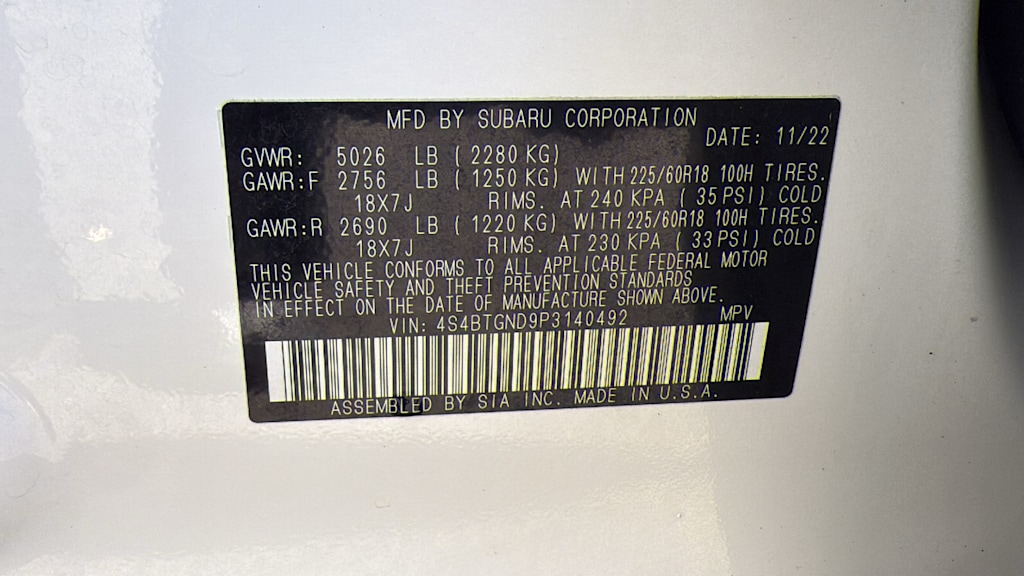 MFD BY SUBARU CORPORATION
DATE: 11/22
GVWR: 5026 LB ( 2280 KG)
GAWR:F 2756 LB ( 1250 KG) WITH 225/60R18 100H TIRES.
18X7J RIMS. AT 240 KPA ( 35 PSI) COLD
GAWR:R 2690 LB ( 1220 KG) WITH 225/60R18 100H TIRES.
18X7J RIMS. AT 230 KPA ( 33 PSI) COLD
THIS VEHICLE CONFORMS TO ALL APPLICABLE FEDERAL MOTOR
VEHICLE SAFETY AND THEFT PREVENTION STANDARDS
IN EFFECT ON THE DATE OF MANUFACTURE SHOWN ABOVE.
VIN: 4S4BTGND9P3140492 MPV
ASSEMBLED BY SIA INC. MADE IN U.S.A.